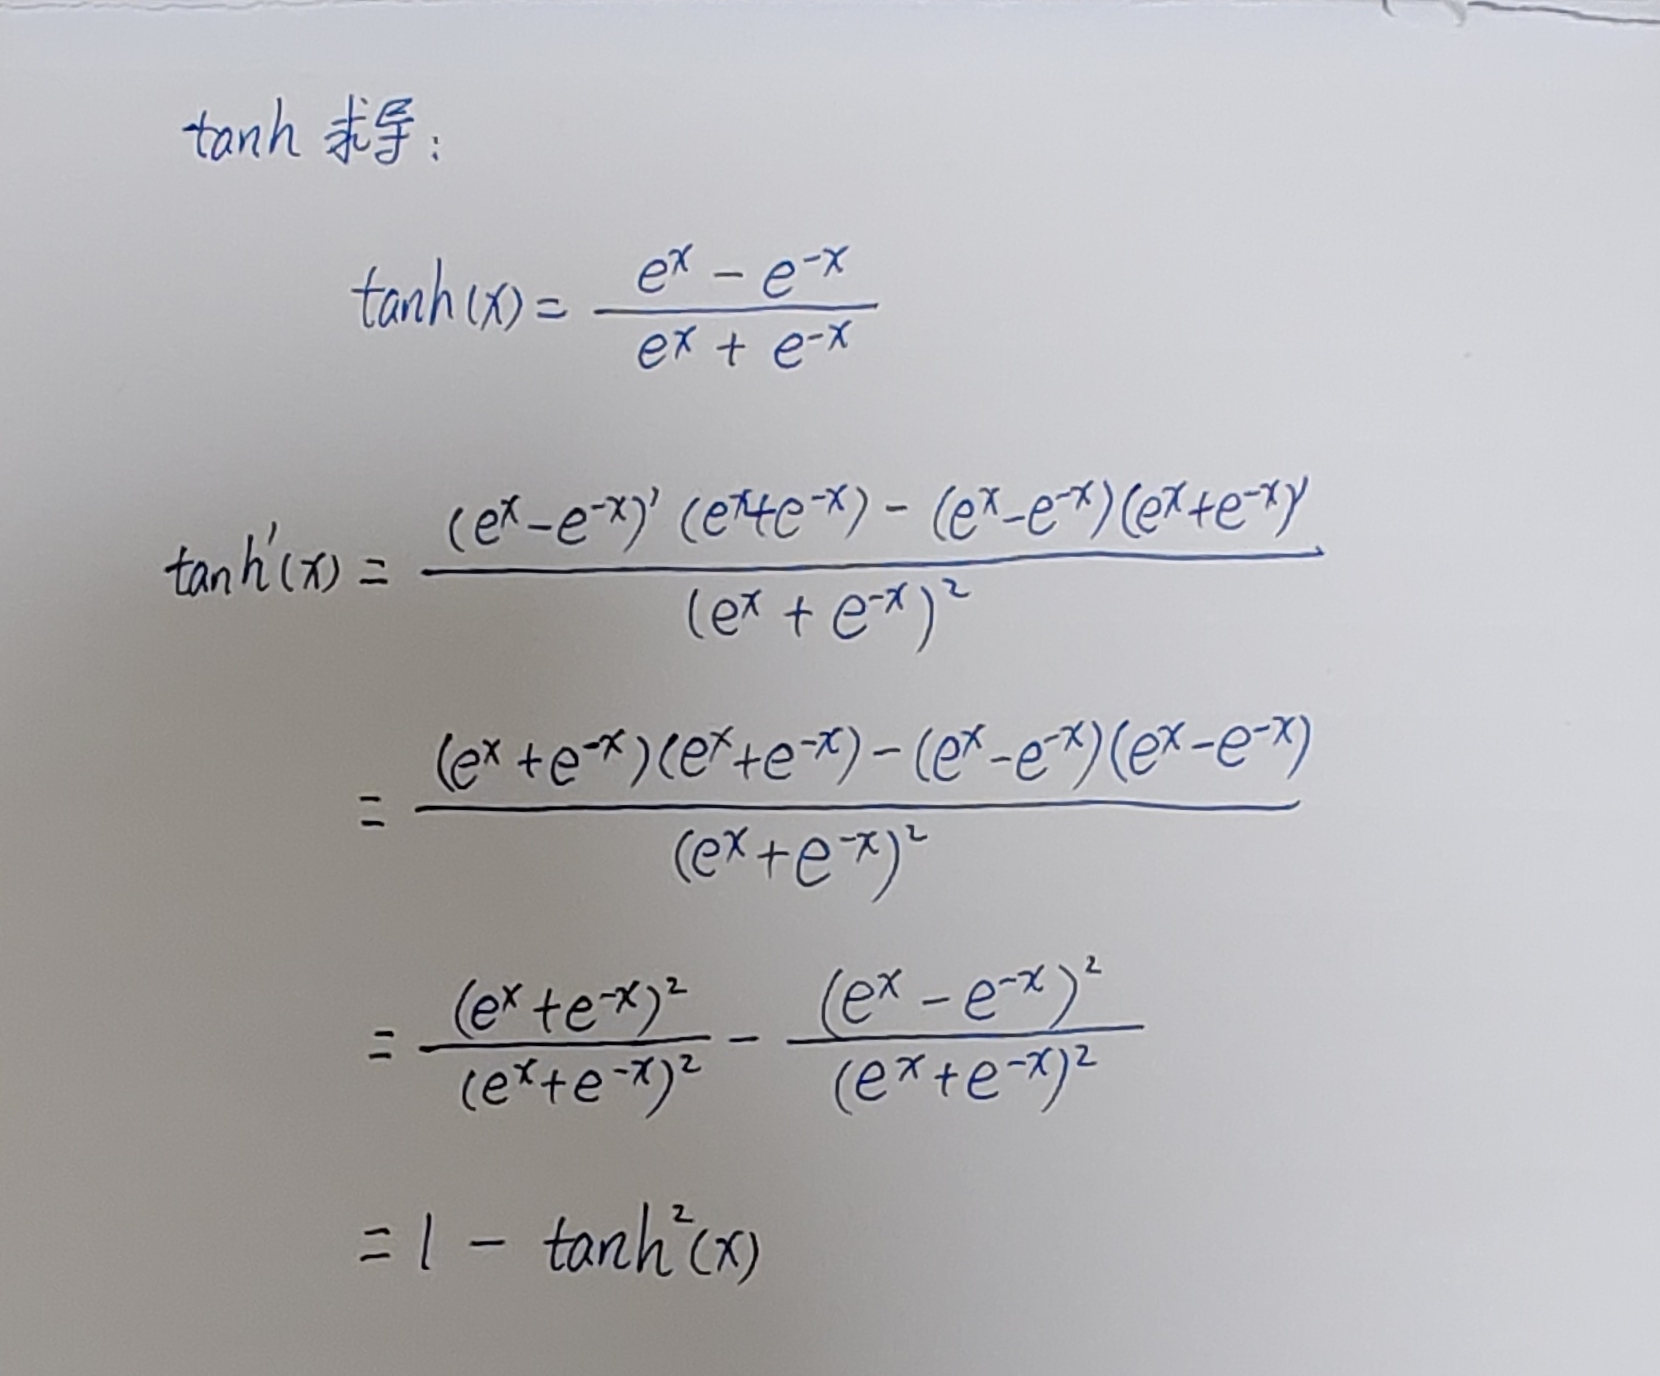 tanh 求导:
tanh(x) = \frac{e^x - e^{-x}}{e^x + e^{-x}}
tanh'(x) = \frac{(e^x - e^{-x})' (e^x + e^{-x}) - (e^x - e^{-x})(e^x + e^{-x})'}{(e^x + e^{-x})^2}
= \frac{(e^x + e^{-x})(e^x + e^{-x}) - (e^x - e^{-x})(e^x - e^{-x})}{(e^x + e^{-x})^2}
= \frac{(e^x + e^{-x})^2}{(e^x + e^{-x})^2} - \frac{(e^x - e^{-x})^2}{(e^x + e^{-x})^2}
= 1 - tanh^2(x)